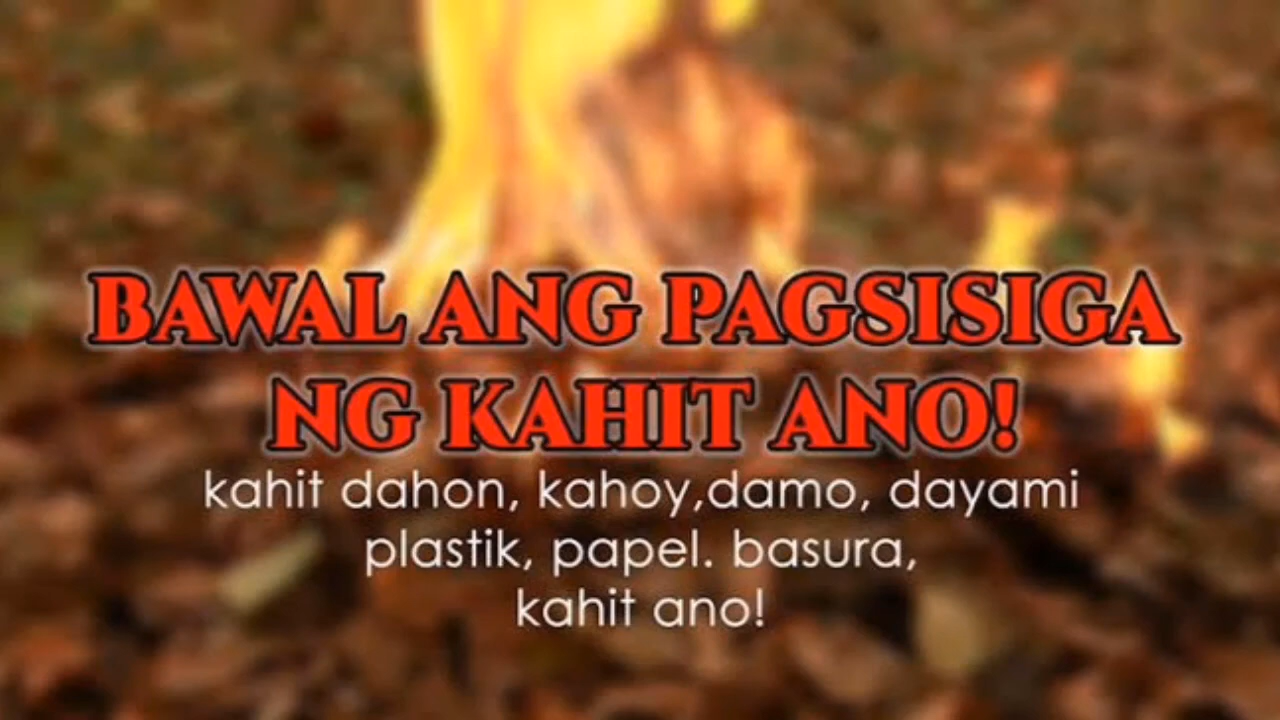 BAWAL ANG PAGSISIGA
NG KAHIT ANO!
kahit dahon, kahoy,damo, dayami
plastik, papel. basura,
kahit ano!